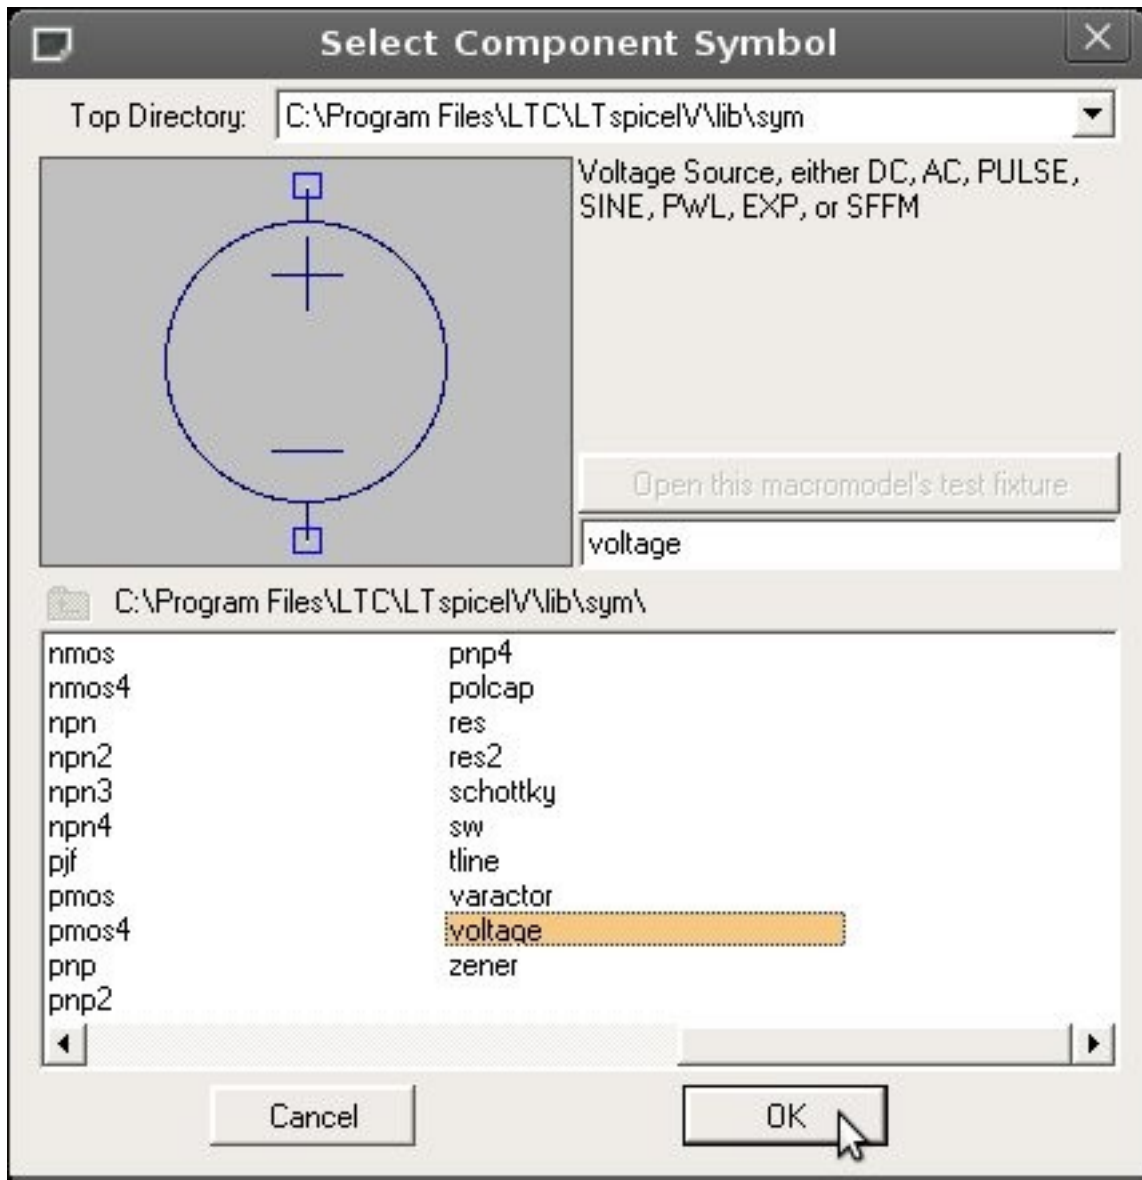 Select Component Symbol
Top Directory: C:\Program Files\LTC\LTspiceIV\lib\sym
Voltage Source, either DC, AC, PULSE,
SINE, PWL, EXP, or SFFM
Open this macromodel's test fixture
voltage
C:\Program Files\LTC\LTspiceIV\lib\sym\
nmos
nmos4
npn
npn2
npn3
npn4
pjf
pmos
pmos4
pnp
pnp2
pnp4
polcap
res
res2
schottky
sw
tline
varactor
voltage
zener
Cancel
OK